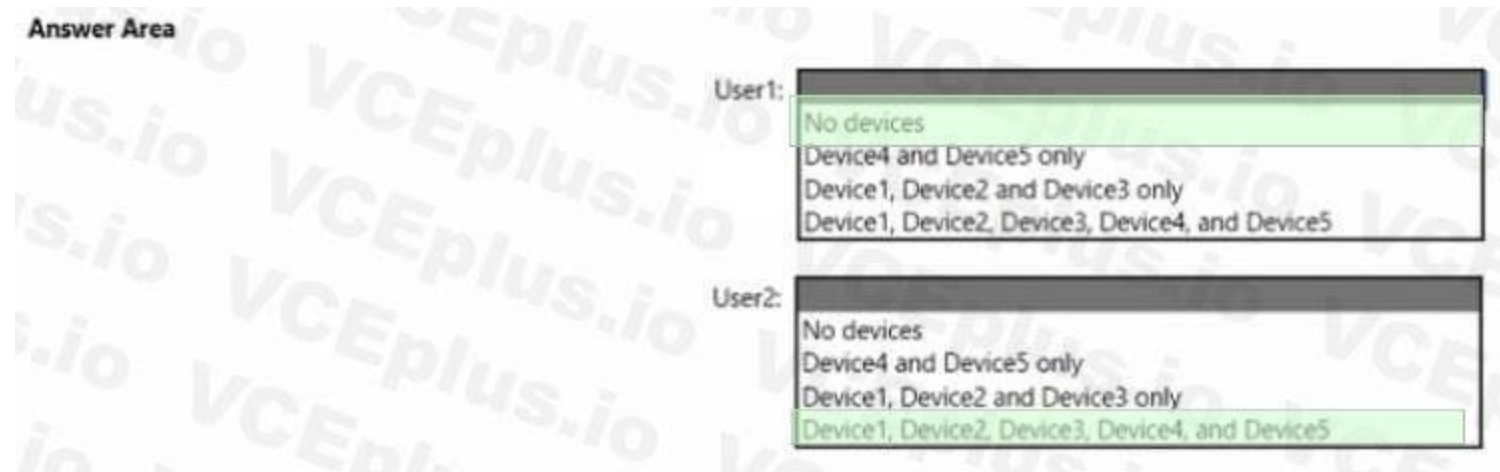 Answer Area
User1:
No devices
Device4 and Device5 only
Device1, Device2 and Device3 only
Device1, Device2, Device3, Device4, and Device5
User2:
No devices
Device4 and Device5 only
Device1, Device2 and Device3 only
Device1, Device2, Device3, Device4, and Device5
VCEplus.io